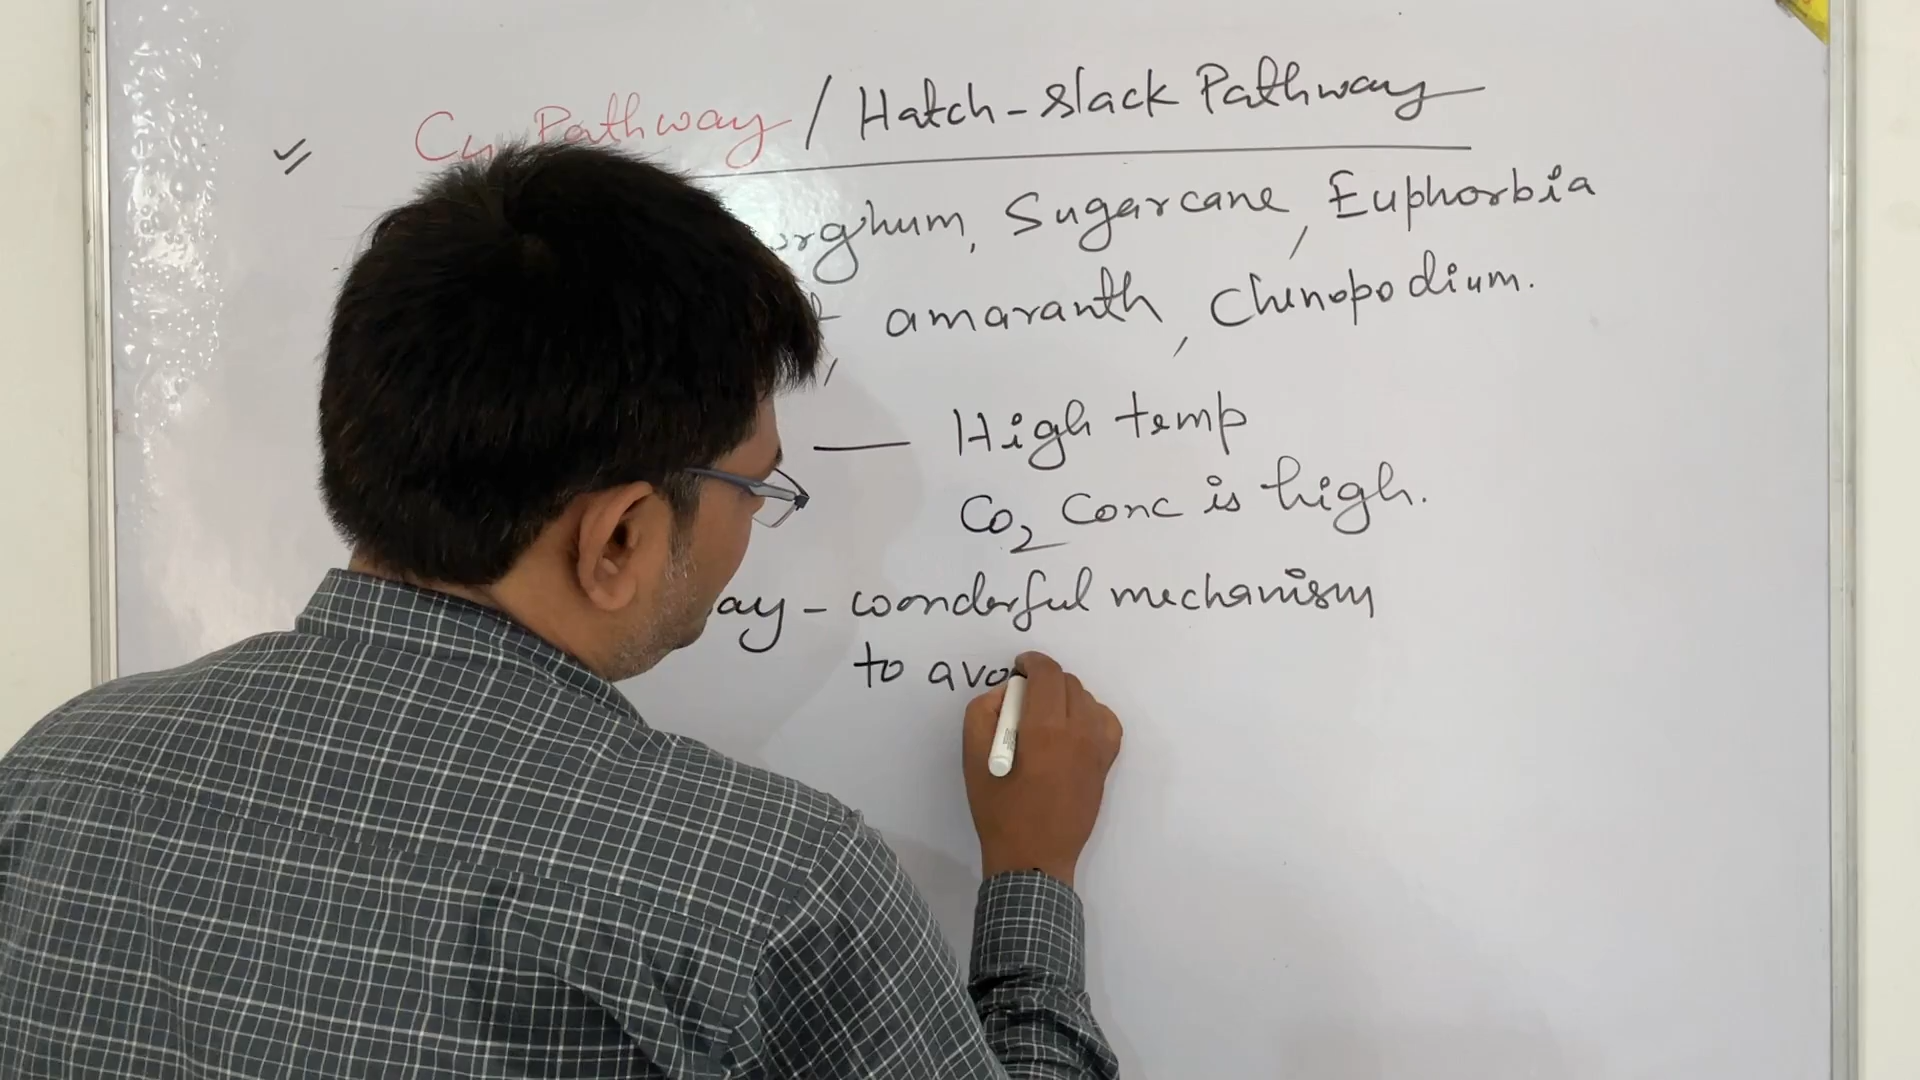 C4 Pathway / Hatch-slack Pathway
orghum, Sugarcane, Euphorbia
amaranth, Chenopodium.
— High temp
Co2 Conc is high.
ay - wonderful mechanism
to avo